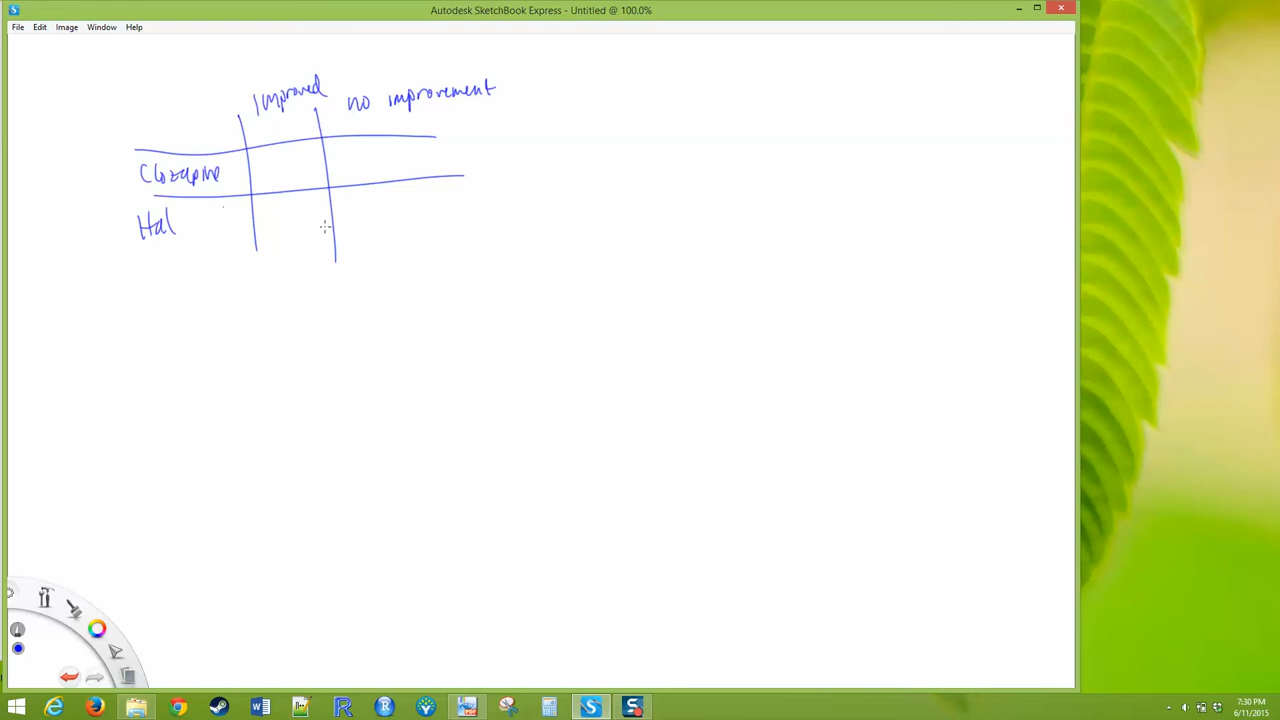 Autodesk SketchBook Express - Untitled @ 100.0%
File Edit Image Window Help
Improved no improvement
Clozapine
Hal
7:30 PM
6/11/2015